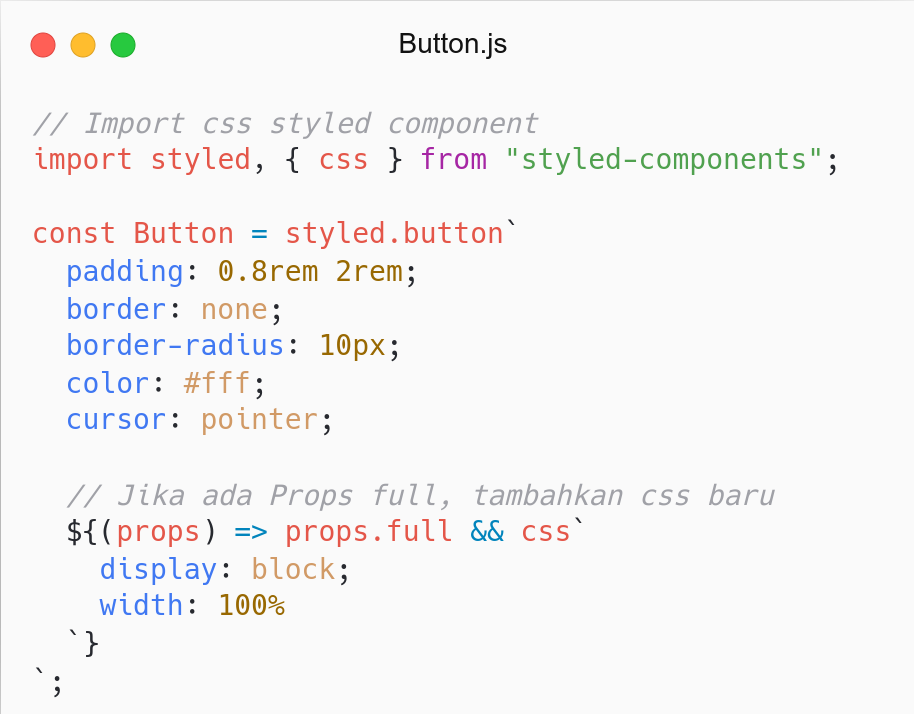 Button.js
// Import css styled component
import styled, { css } from "styled-components";
const Button = styled.button`
  padding: 0.8rem 2rem;
  border: none;
  border-radius: 10px;
  color: #fff;
  cursor: pointer;
  // Jika ada Props full, tambahkan css baru
  ${(props) => props.full && css`
    display: block;
    width: 100%
  `}
`;